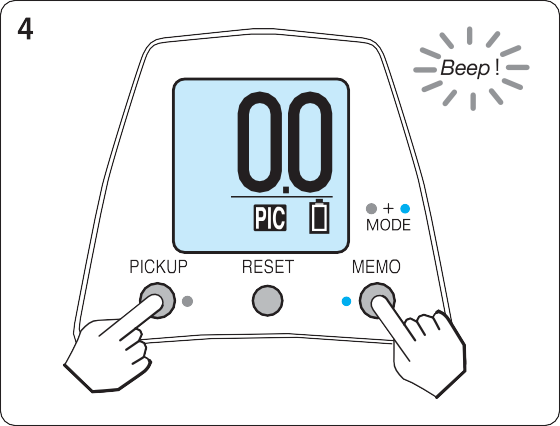 4
Beep !
0.0
PIC
+
MODE
PICKUP RESET MEMO